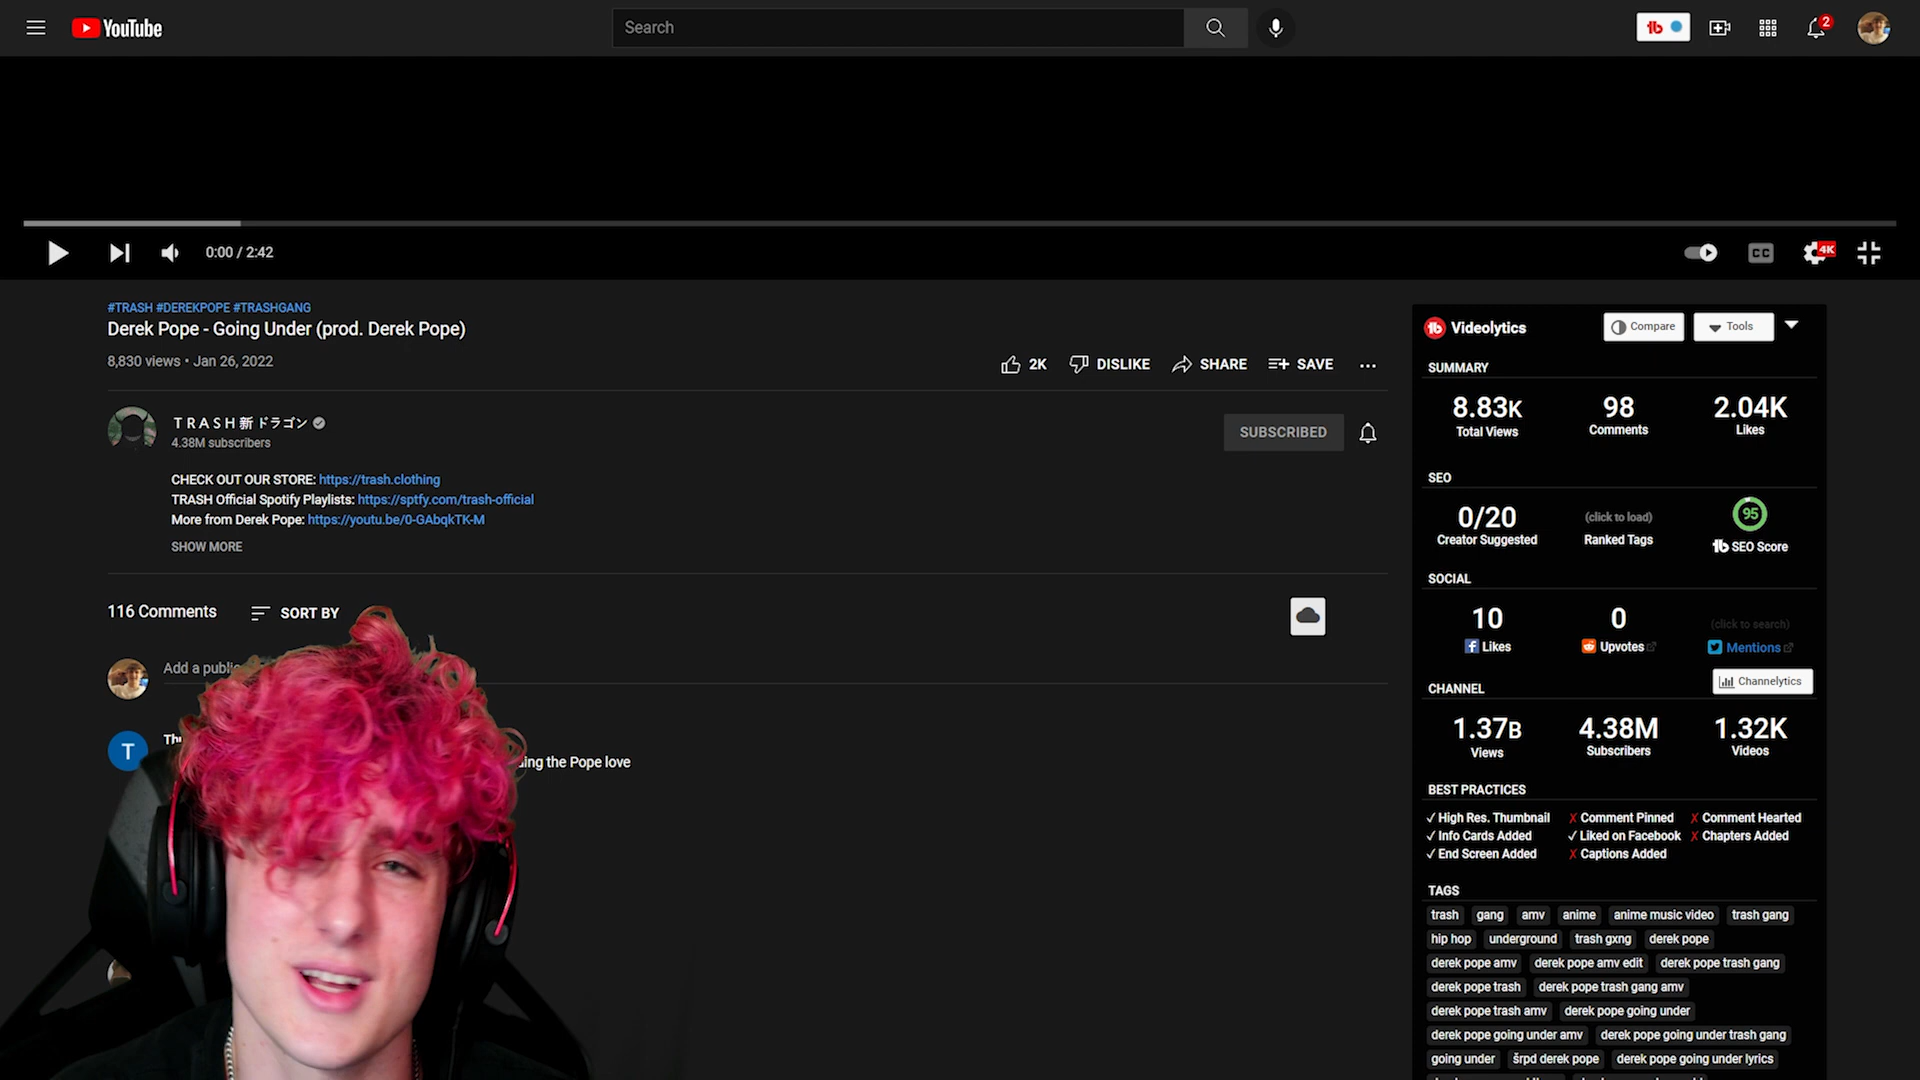 YouTube
Search
2
0:00 / 2:42
CC
4K
#TRASH #DEREKPOPE #TRASHGANG
Derek Pope - Going Under (prod. Derek Pope)
8,830 views • Jan 26, 2022
2K
DISLIKE
SHARE
SAVE
T R A S H 新 ドラゴン
4.38M subscribers
SUBSCRIBED
CHECK OUT OUR STORE: https://trash.clothing
TRASH Official Spotify Playlists: https://sptfy.com/trash-official
More from Derek Pope: https://youtu.be/0-GAbqkTK-M
SHOW MORE
116 Comments
SORT BY
Add a public
T
the Pope love
Videolytics
Compare
Tools
SUMMARY
8.83K
98
2.04K
Total Views
Comments
Likes
SEO
0/20
(click to load)
95
Creator Suggested
Ranked Tags
SEO Score
SOCIAL
10
0
(click to search)
Likes
Upvotes
Mentions
Channelytics
CHANNEL
1.37B
4.38M
1.32K
Views
Subscribers
Videos
BEST PRACTICES
✓ High Res. Thumbnail
✗ Comment Pinned
✗ Comment Hearted
✓ Info Cards Added
✓ Liked on Facebook
✗ Chapters Added
✓ End Screen Added
✗ Captions Added
TAGS
trash gang amv anime anime music video trash gang
hip hop underground trash gxng derek pope
derek pope amv derek pope amv edit derek pope trash gang
derek pope trash derek pope trash gang amv
derek pope trash amv derek pope going under
derek pope going under amv derek pope going under trash gang
going under šrpd derek pope derek pope going under lyrics